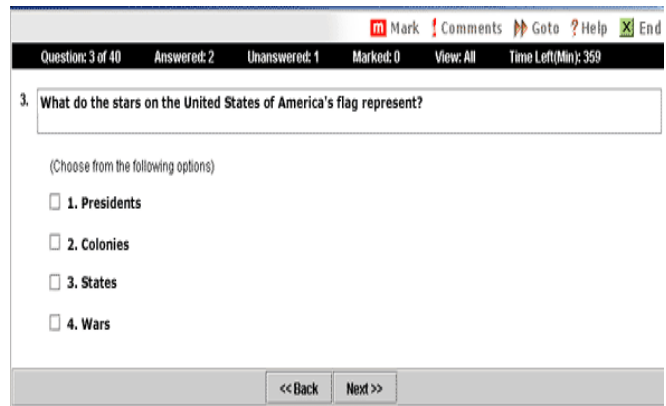 m Mark ! Comments Goto ? Help X End
Question: 3 of 40 Answered: 2 Unanswered: 1 Marked: 0 View: All Time Left(Min): 359
3. What do the stars on the United States of America's flag represent?
(Choose from the following options)
1. Presidents
2. Colonies
3. States
4. Wars
<< Back Next >>